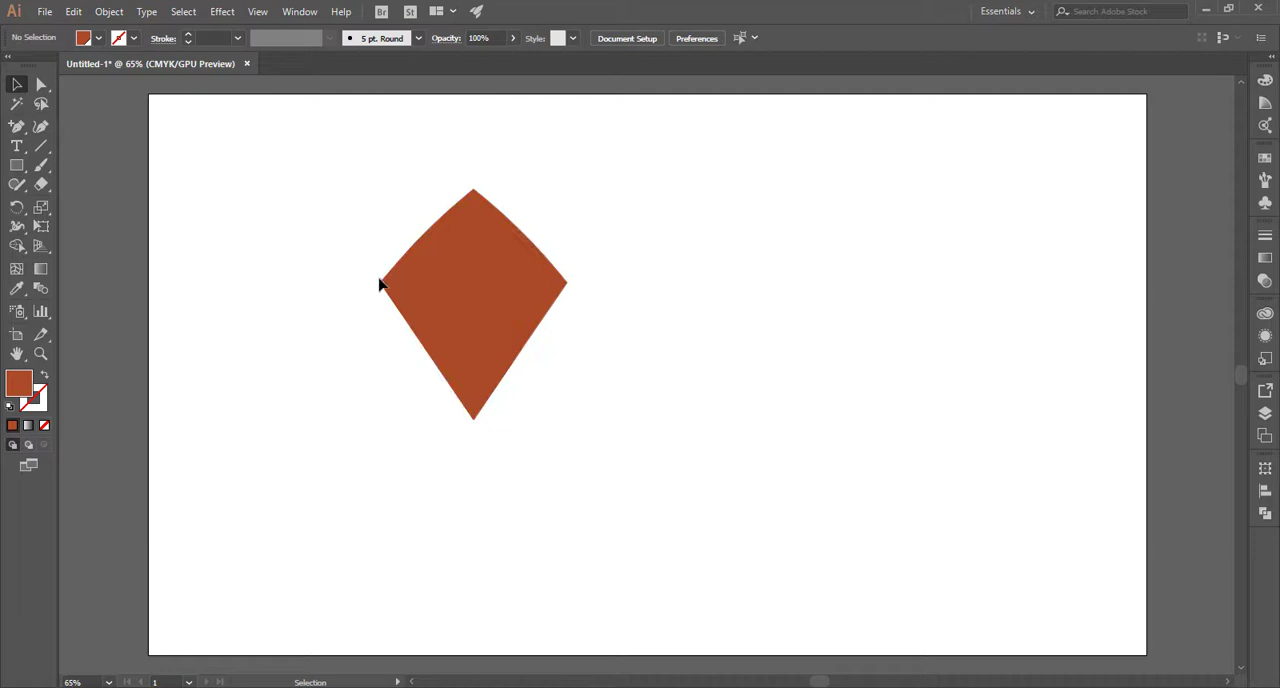 Ai File Edit Object Type Select Effect View Window Help Br St Essentials Search Adobe Stock
No Selection Stroke: 5 pt. Round Opacity: 100% Style: Document Setup Preferences
Untitled-1* @ 65% (CMYK/GPU Preview) ×
T
65% 1 Selection